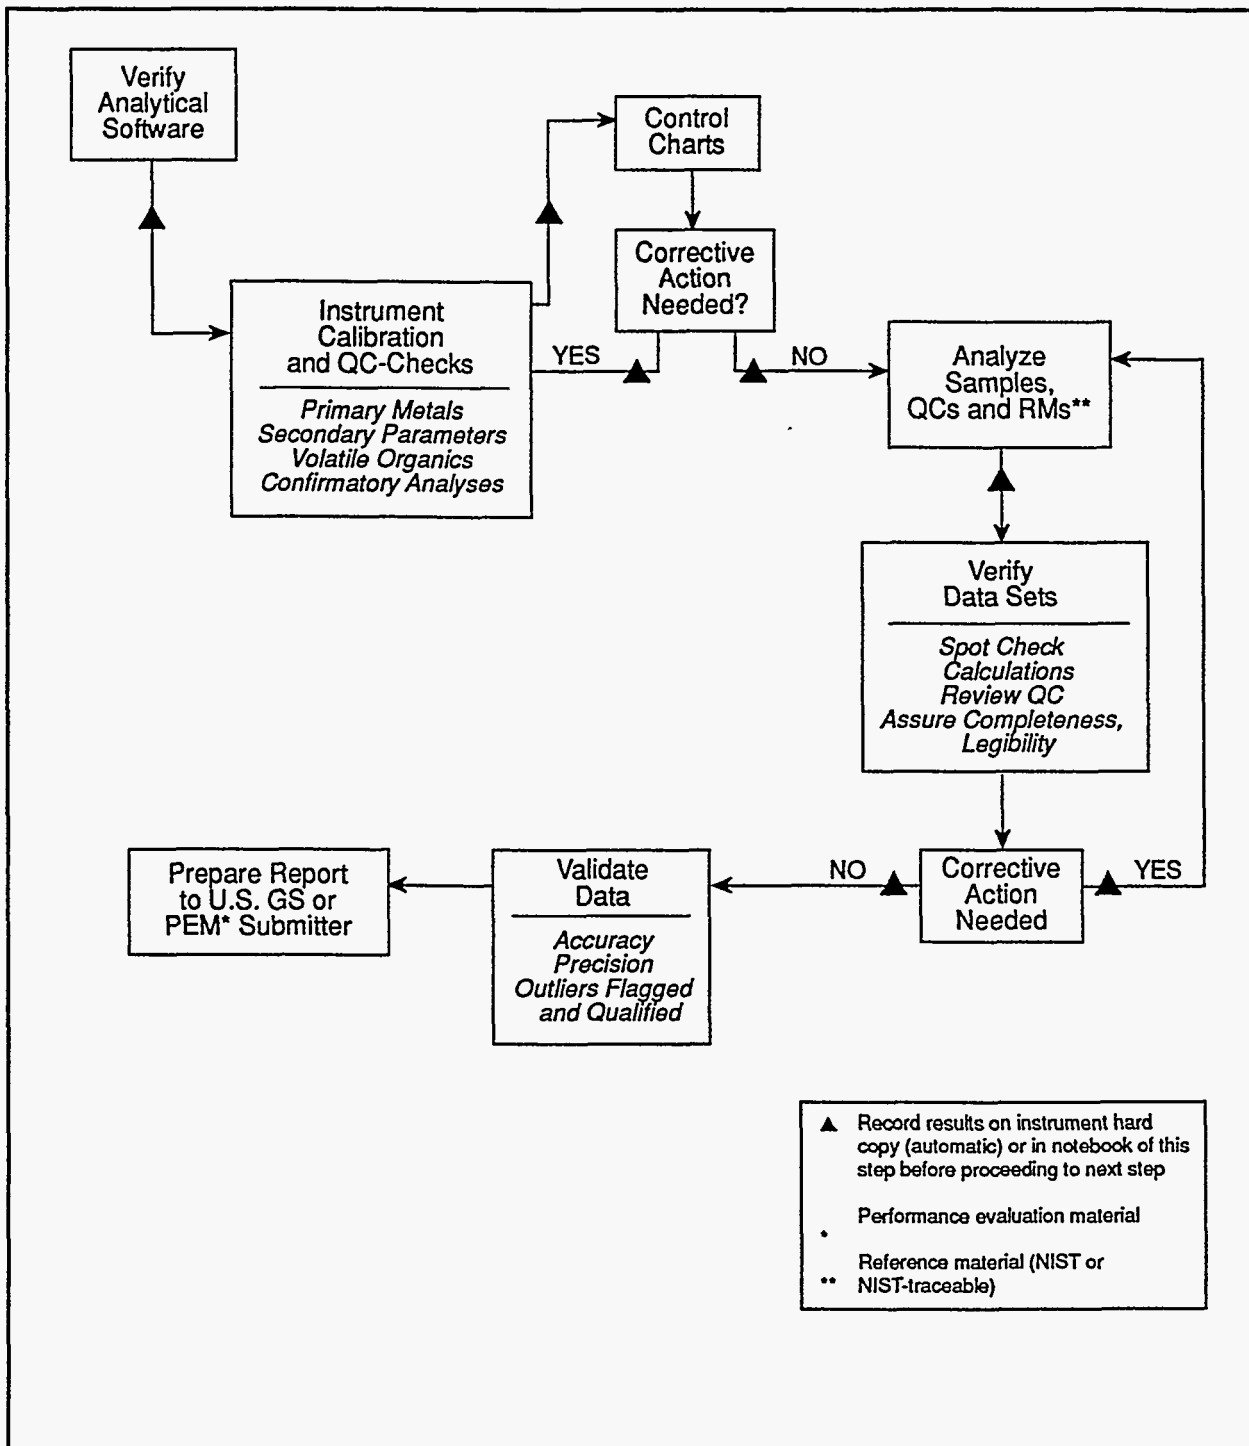 Verify
Analytical
Software
Control
Charts
Corrective
Action
Needed?
Instrument
Calibration
and QC-Checks
Primary Metals
Secondary Parameters
Volatile Organics
Confirmatory Analyses
YES
NO
Analyze
Samples,
QCs and RMs**
Verify
Data Sets
Spot Check
Calculations
Review QC
Assure Completeness,
Legibility
Corrective
Action
Needed
YES
NO
Validate
Data
Accuracy
Precision
Outliers Flagged
and Qualified
Prepare Report
to U.S. GS or
PEM* Submitter
▲ Record results on instrument hard
copy (automatic) or in notebook of this
step before proceeding to next step
* Performance evaluation material
Reference material (NIST or
** NIST-traceable)